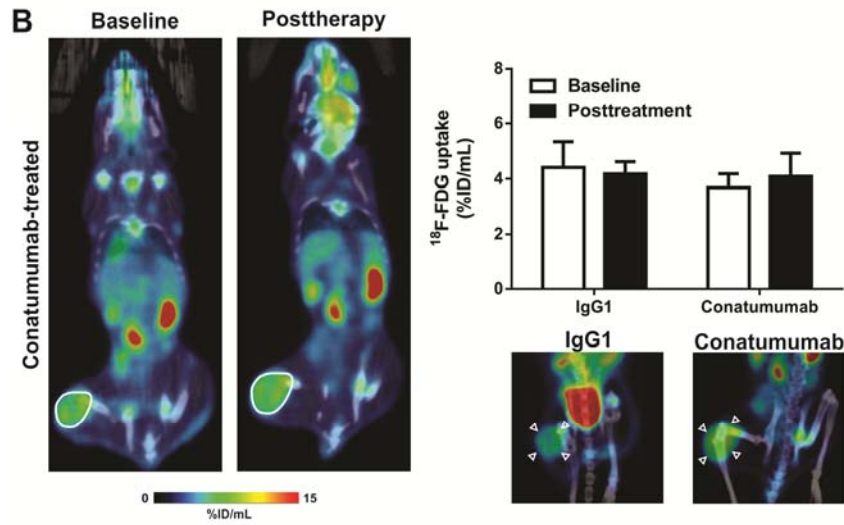 B
Baseline
Posttherapy
Conatumumab-treated
0
15
%ID/mL
8
6
4
2
0
¹⁸F-FDG uptake
(%ID/mL)
Baseline
Posttreatment
IgG1
Conatumumab
IgG1
Conatumumab